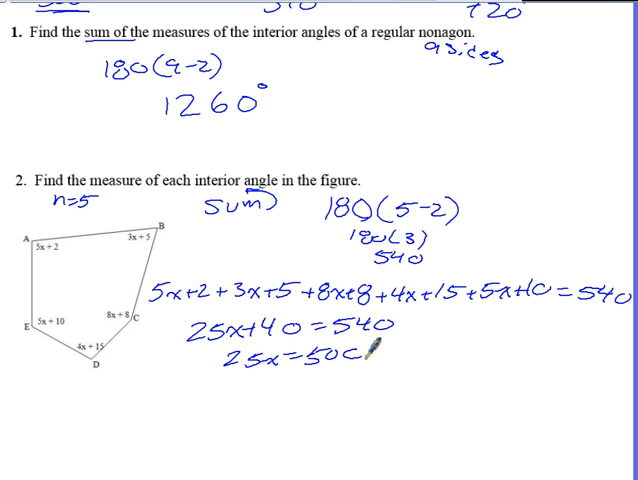 720
1. Find the sum of the measures of the interior angles of a regular nonagon.
9 sides
180(9-2)
1260°
2. Find the measure of each interior angle in the figure.
n=5
sum
180(5-2)
180(3)
540
A
B
5x + 2
3x + 5
5x+2+3x+5+8x+8+4x+15+5x+10=540
E
5x + 10
8x + 8
C
25x+40=540
4x + 15
D
25x=500